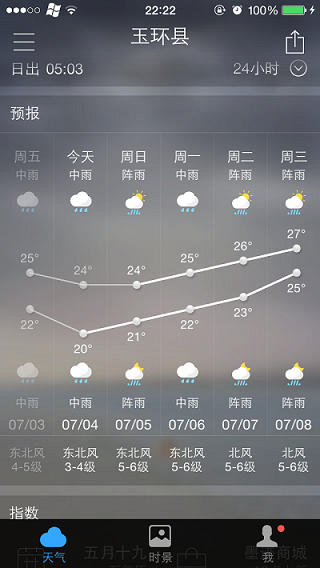 22:22
100%
玉环县
日出 05:03
24小时
预报
周五 今天 周日 周一 周二 周三
中雨 中雨 阵雨 中雨 阵雨 阵雨
25° 24° 24° 25° 26° 27°
22° 20° 21° 22° 23° 25°
中雨 中雨 阵雨 中雨 阵雨 阵雨
07/03 07/04 07/05 07/06 07/07 07/08
东北风 东北风 东北风 东北风 北风 北风
4-5级 3-4级 5-6级 5-6级 5-6级 5-6级
指数
五月十九
天气 时景 我